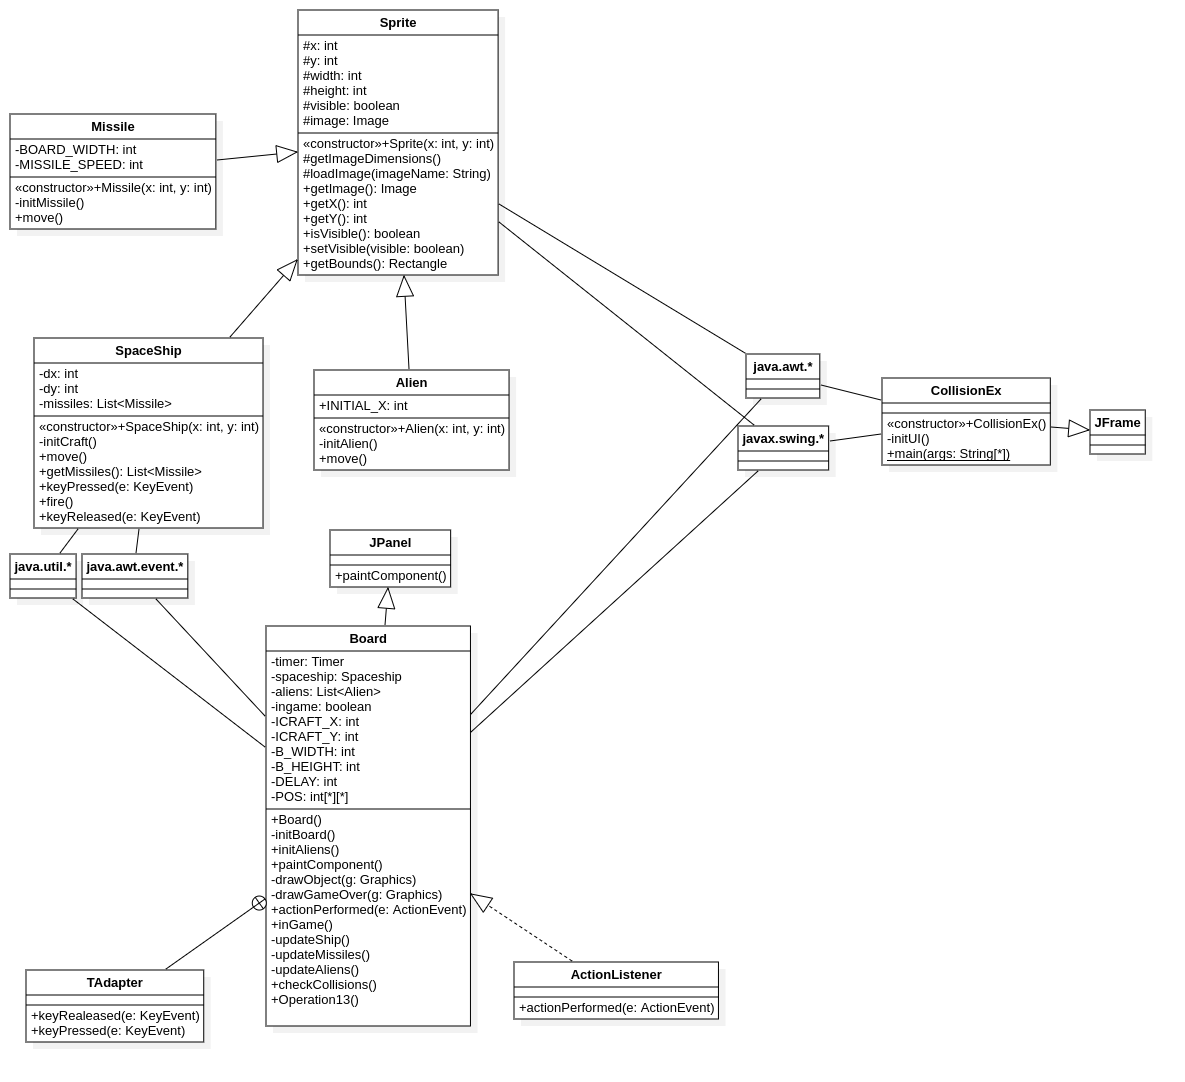 Sprite
#x: int
#y: int
#width: int
#height: int
#visible: boolean
#image: Image
«constructor»+Sprite(x: int, y: int)
#getImageDimensions()
#loadImage(imageName: String)
+getImage(): Image
+getX(): int
+getY(): int
+isVisible(): boolean
+setVisible(visible: boolean)
+getBounds(): Rectangle
Missile
-BOARD_WIDTH: int
-MISSILE_SPEED: int
«constructor»+Missile(x: int, y: int)
-initMissile()
+move()
SpaceShip
-dx: int
-dy: int
-missiles: List<Missile>
«constructor»+SpaceShip(x: int, y: int)
-initCraft()
+move()
+getMissiles(): List<Missile>
+keyPressed(e: KeyEvent)
+fire()
+keyReleased(e: KeyEvent)
Alien
+INITIAL_X: int
«constructor»+Alien(x: int, y: int)
-initAlien()
+move()
java.awt.*
javax.swing.*
CollisionEx
«constructor»+CollisionEx()
-initUI()
+main(args: String[*])
JFrame
java.util.*
java.awt.event.*
JPanel
+paintComponent()
Board
-timer: Timer
-spaceship: Spaceship
-aliens: List<Alien>
-ingame: boolean
-ICRAFT_X: int
-ICRAFT_Y: int
-B_WIDTH: int
-B_HEIGHT: int
-DELAY: int
-POS: int[*][*]
+Board()
-initBoard()
+initAliens()
+paintComponent()
-drawObject(g: Graphics)
-drawGameOver(g: Graphics)
+actionPerformed(e: ActionEvent)
+inGame()
-updateShip()
-updateMissiles()
-updateAliens()
+checkCollisions()
+Operation13()
TAdapter
+keyRealeased(e: KeyEvent)
+keyPressed(e: KeyEvent)
ActionListener
+actionPerformed(e: ActionEvent)